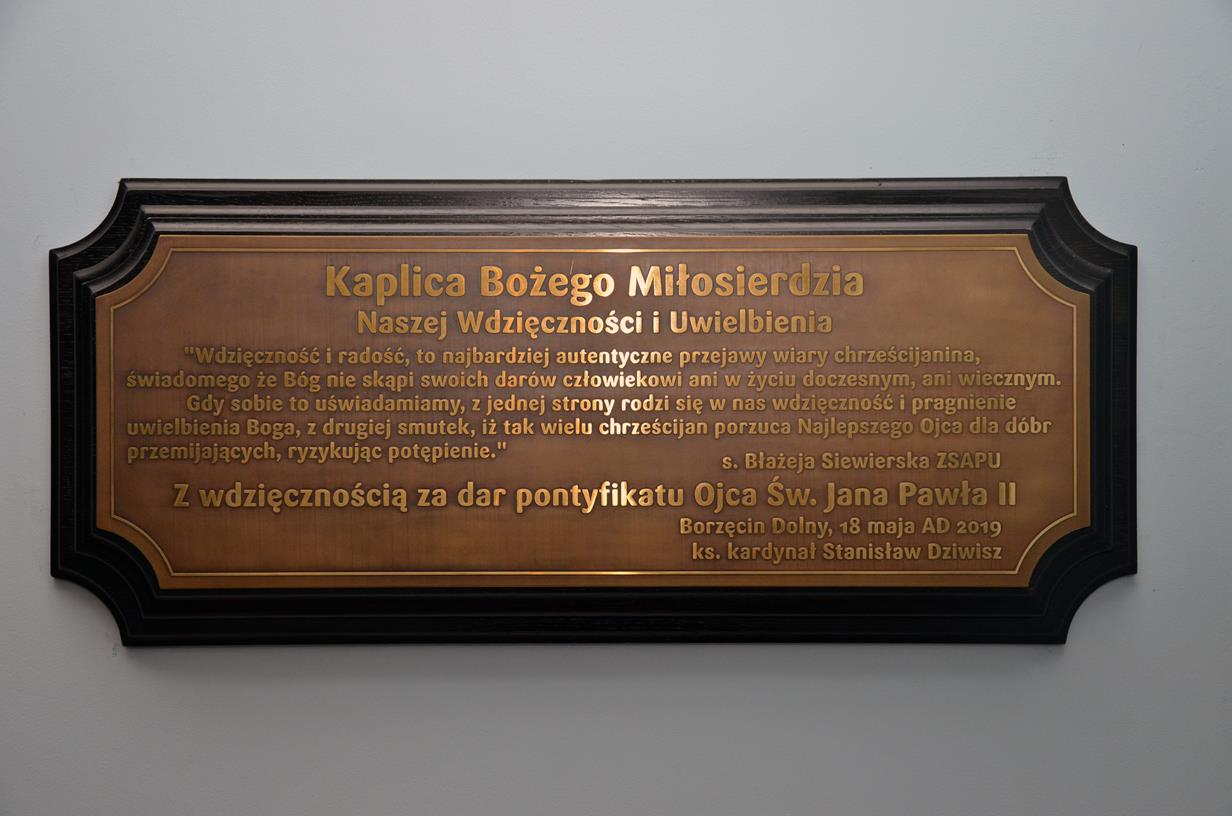 Kaplica Bożego Miłosierdzia
Naszej Wdzięczności i Uwielbienia
"Wdzięczność i radość, to najbardziej autentyczne przejawy wiary chrześcijanina,
świadomego że Bóg nie skąpi swoich darów człowiekowi ani w życiu doczesnym, ani wiecznym.
Gdy sobie to uświadamiamy, z jednej strony rodzi się w nas wdzięczność i pragnienie
uwielbienia Boga, z drugiej smutek, iż tak wielu chrześcijan porzuca Najlepszego Ojca dla dóbr
przemijających, ryzykując potępienie."
s. Błażeja Siewierska ZSAPU
Z wdzięcznością za dar pontyfikatu Ojca Św. Jana Pawła II
Borzęcin Dolny, 18 maja AD 2019
ks. kardynał Stanisław Dziwisz